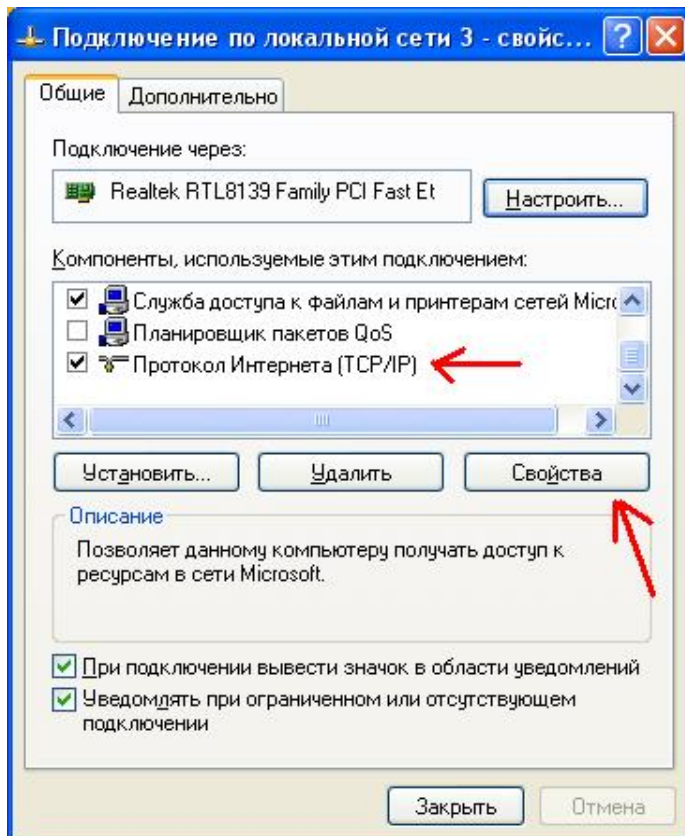 Подключение по локальной сети 3 - свойс...
Общие
Дополнительно
Подключение через:
Realtek RTL8139 Family PCI Fast Et
Настроить...
Компоненты, используемые этим подключением:
Служба доступа к файлам и принтерам сетей Micro
Планировщик пакетов QoS
Протокол Интернета (TCP/IP)
Установить...
Удалить
Свойства
Описание
Позволяет данному компьютеру получать доступ к
ресурсам в сети Microsoft.
При подключении вывести значок в области уведомлений
Уведомлять при ограниченном или отсутствующем
подключении
Закрыть
Отмена